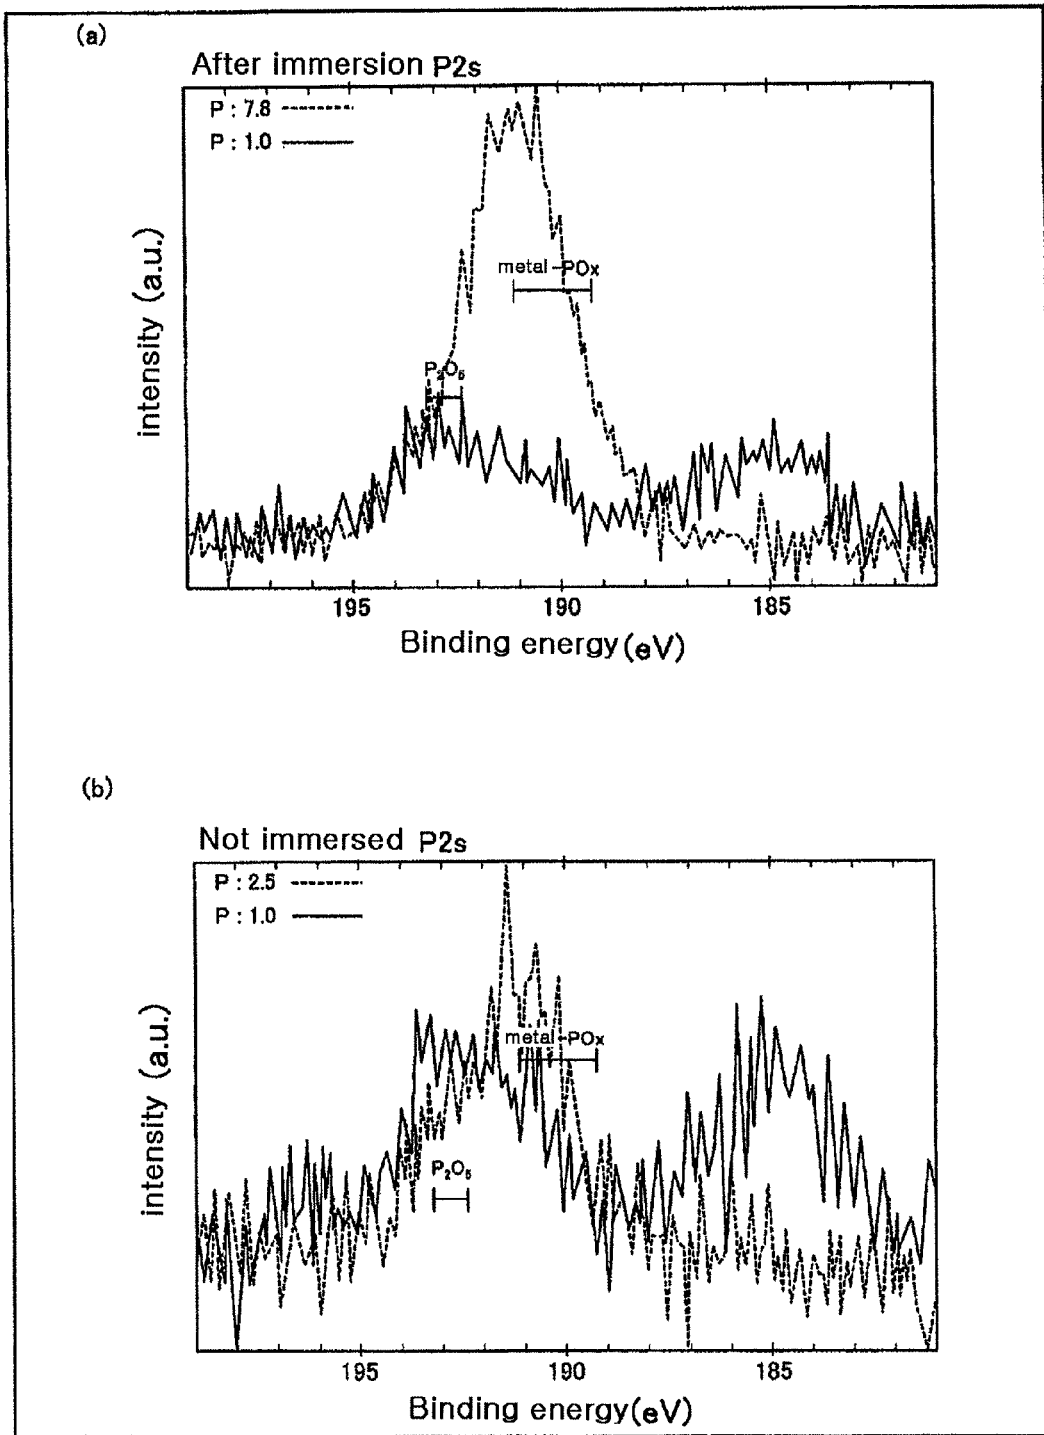 (a)
After immersion P2s
P : 7.8
P : 1.0
metal-POx
P₂O₅
intensity (a.u.)
195 190 185
Binding energy(eV)
(b)
Not immersed P2s
P : 2.5
P : 1.0
metal-POx
P₂O₅
intensity (a.u.)
195 190 185
Binding energy(eV)